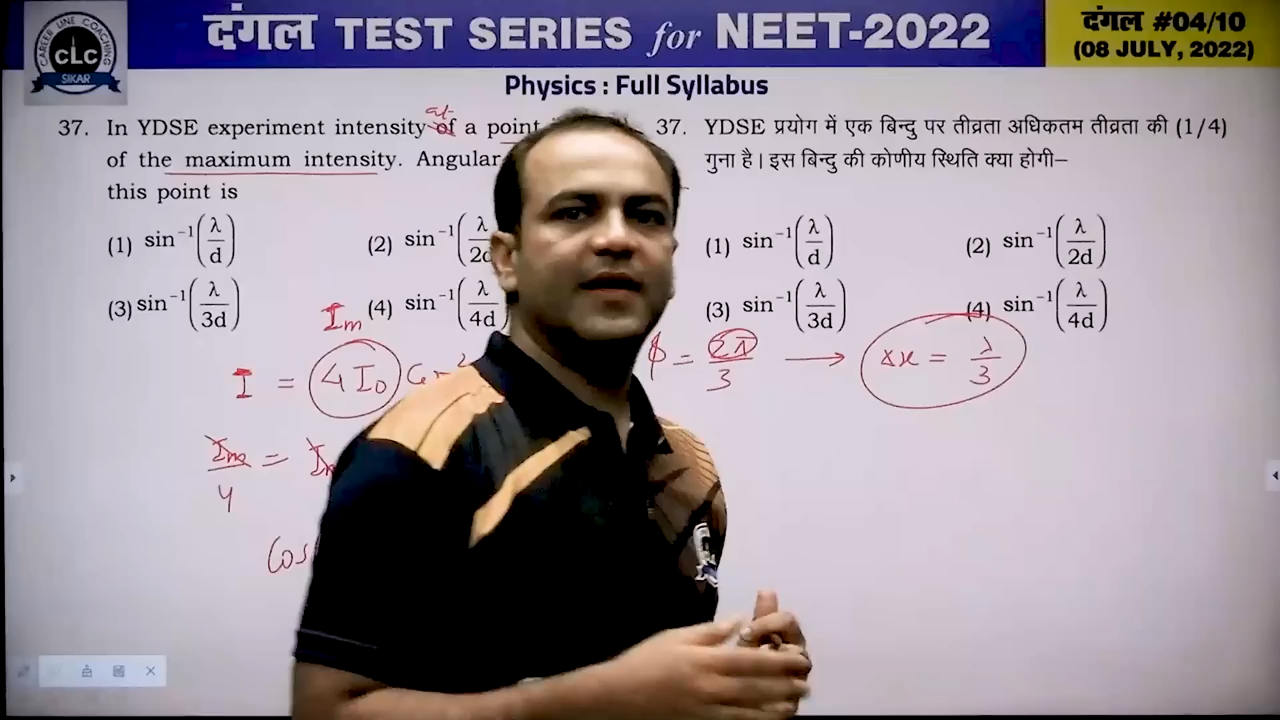 CAREER LINE COACHING
CLC
SIKAR
दंगल TEST SERIES for NEET-2022
दंगल #04/10
(08 JULY, 2022)
Physics : Full Syllabus
37. In YDSE experiment intensity of a point
at
of the maximum intensity. Angular
this point is
(1) sin⁻¹(λ/d) (2) sin⁻¹(λ/2d
(3) sin⁻¹(λ/3d) (4) sin⁻¹(λ/4d
37. YDSE प्रयोग में एक बिन्दु पर तीव्रता अधिकतम तीव्रता की (1/4)
गुना है। इस बिन्दु की कोणीय स्थिति क्या होगी–
(1) sin⁻¹(λ/d) (2) sin⁻¹(λ/2d)
(3) sin⁻¹(λ/3d) (4) sin⁻¹(λ/4d)
Im
I = 4I₀ Cos²
Im/4 = Im
Cos
ϕ = 2π/3 → Δx = λ/3